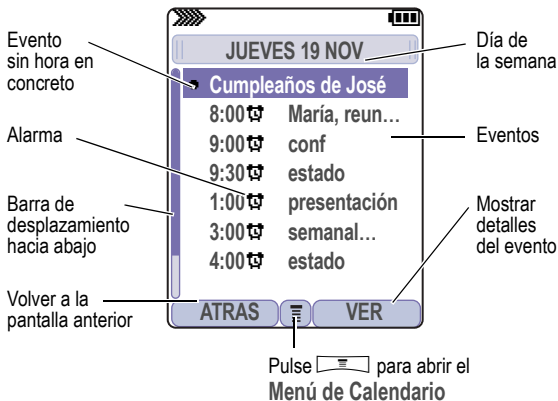 Evento
sin hora en
concreto
Alarma
Barra de
desplazamiento
hacia abajo
Volver a la
pantalla anterior
JUEVES 19 NOV
Cumpleaños de José
8:00 María, reun…
9:00 conf
9:30 estado
1:00 presentación
3:00 semanal…
4:00 estado
ATRAS VER
Día de
la semana
Eventos
Mostrar
detalles
del evento
Pulse para abrir el
Menú de Calendario